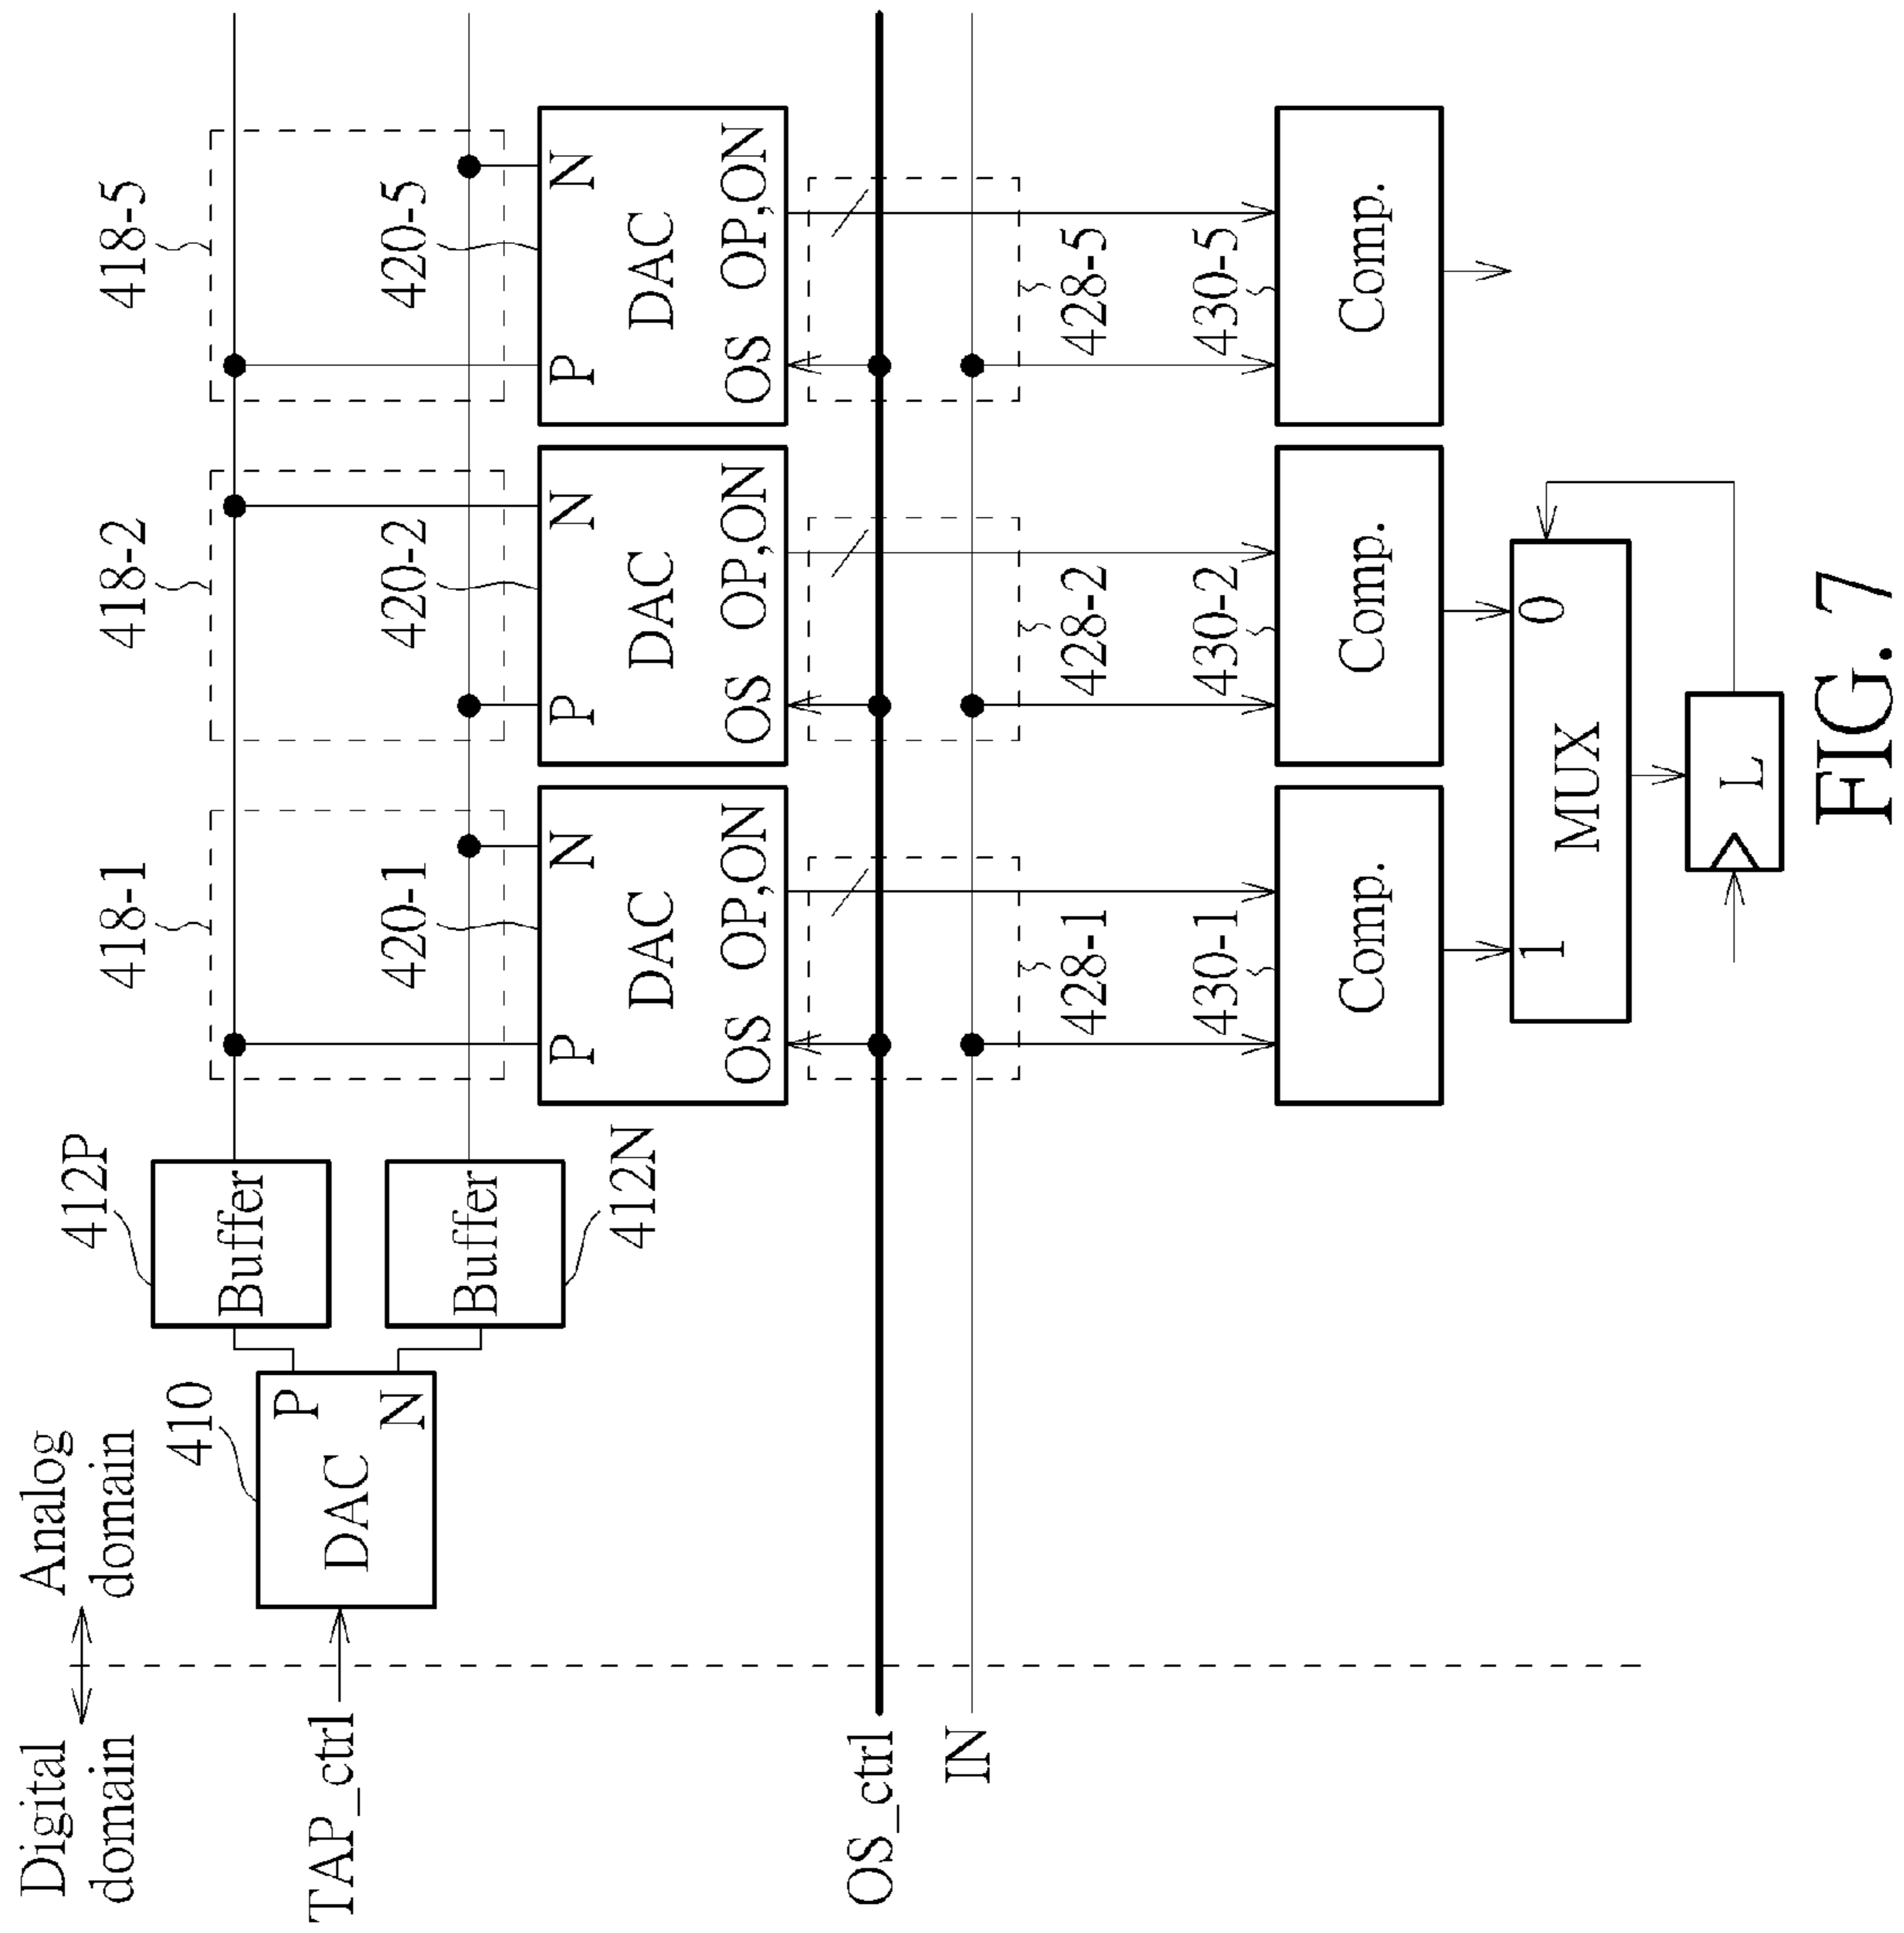 Digital domain
Analog domain
TAP_ctrl
410
DAC
P
N
412P
Buffer
412N
Buffer
418-1
418-2
418-5
420-1
420-2
420-5
P
N
DAC
OS OP,ON
P
N
DAC
OS OP,ON
P
N
DAC
OS OP,ON
OS_ctrl
IN
428-1
428-2
428-5
430-1
430-2
430-5
Comp.
Comp.
Comp.
1
MUX
0
L
FIG. 7